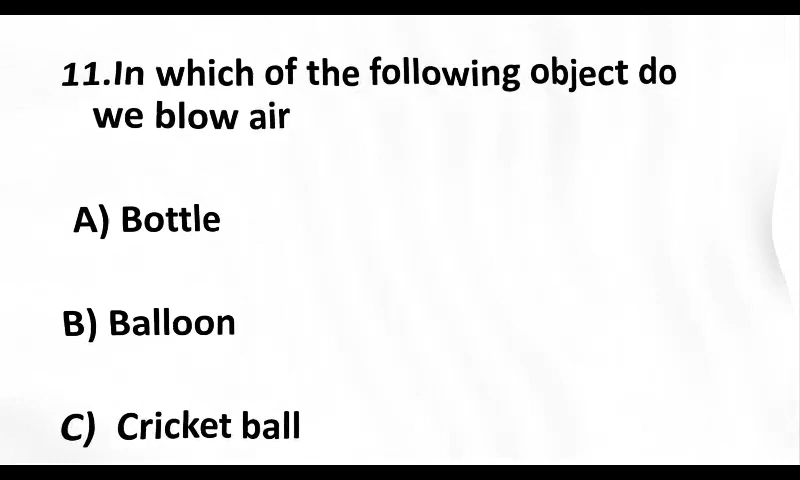 11.In which of the following object do
we blow air
A) Bottle
B) Balloon
C) Cricket ball